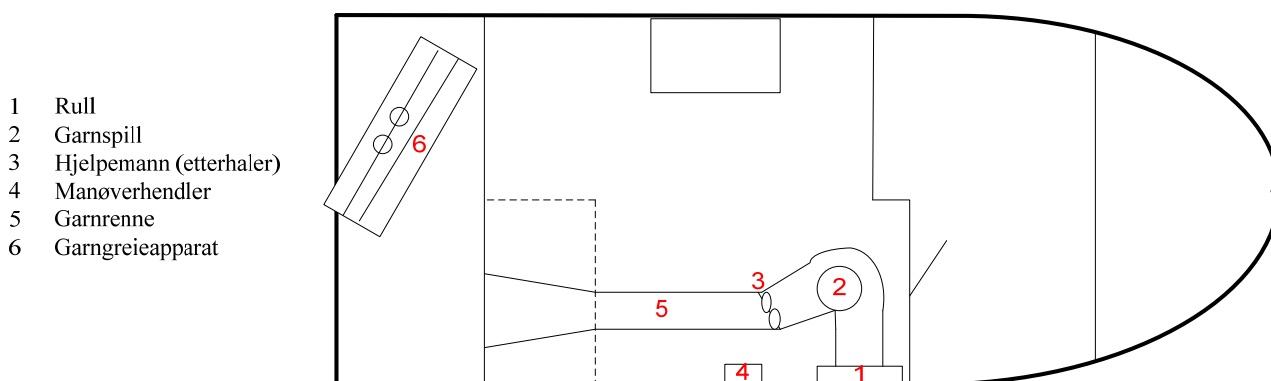 1 Rull
2 Garnspill
3 Hjelpemann (etterhaler)
4 Manøverhendler
5 Garnrenne
6 Garngreieapparat
6
3
2
5
4
1